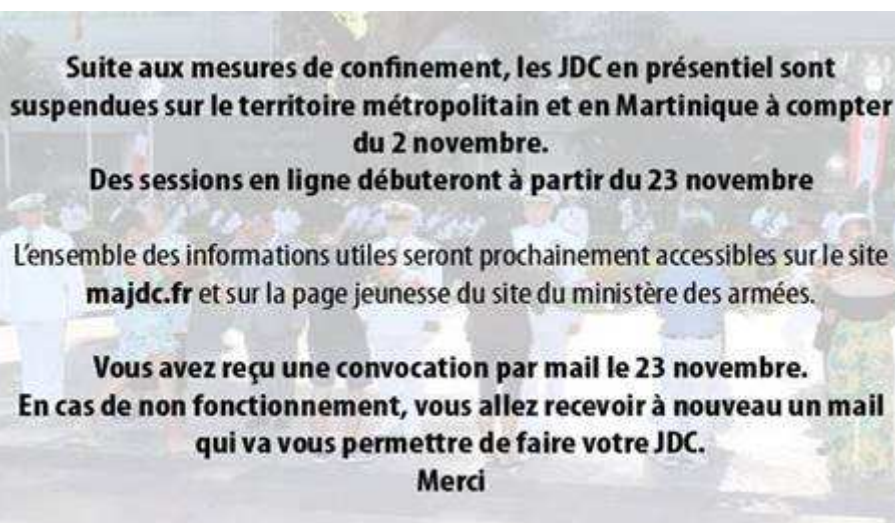 Suite aux mesures de confinement, les JDC en présentiel sont
suspendues sur le territoire métropolitain et en Martinique à compter
du 2 novembre.
Des sessions en ligne débuteront à partir du 23 novembre
L'ensemble des informations utiles seront prochainement accessibles sur le site
majdc.fr et sur la page jeunesse du site du ministère des armées.
Vous avez reçu une convocation par mail le 23 novembre.
En cas de non fonctionnement, vous allez recevoir à nouveau un mail
qui va vous permettre de faire votre JDC.
Merci